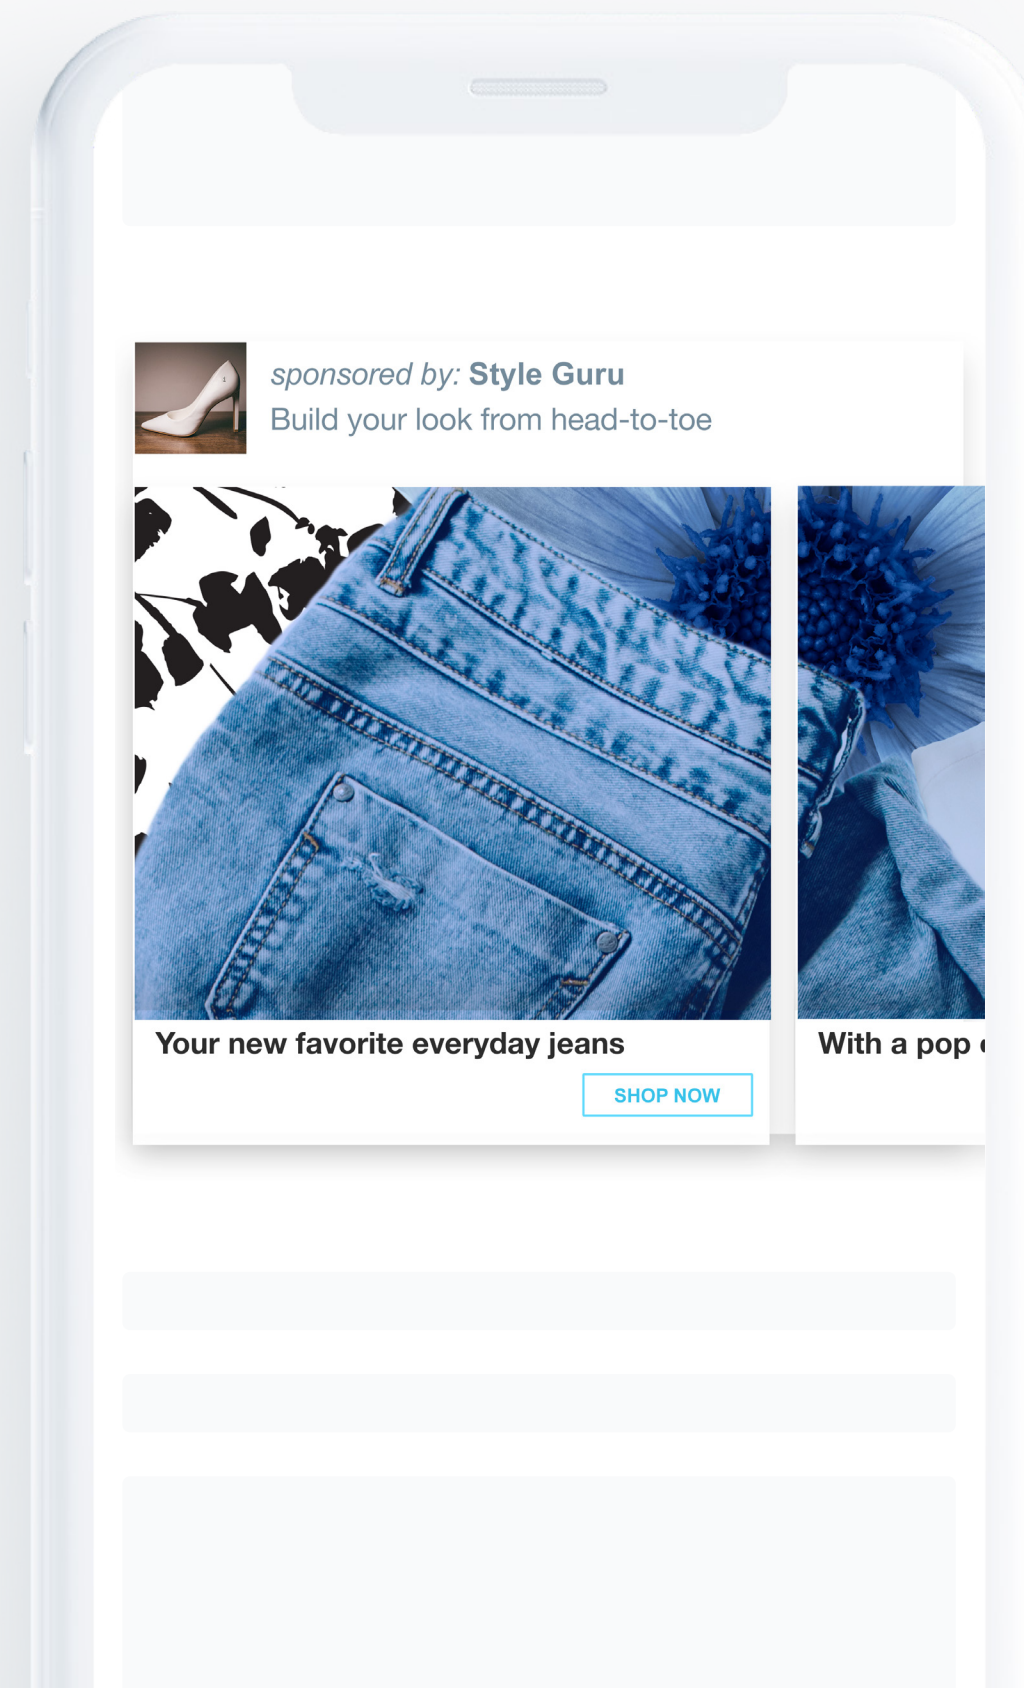 sponsored by: Style Guru
Build your look from head-to-toe
Your new favorite everyday jeans
With a pop
SHOP NOW